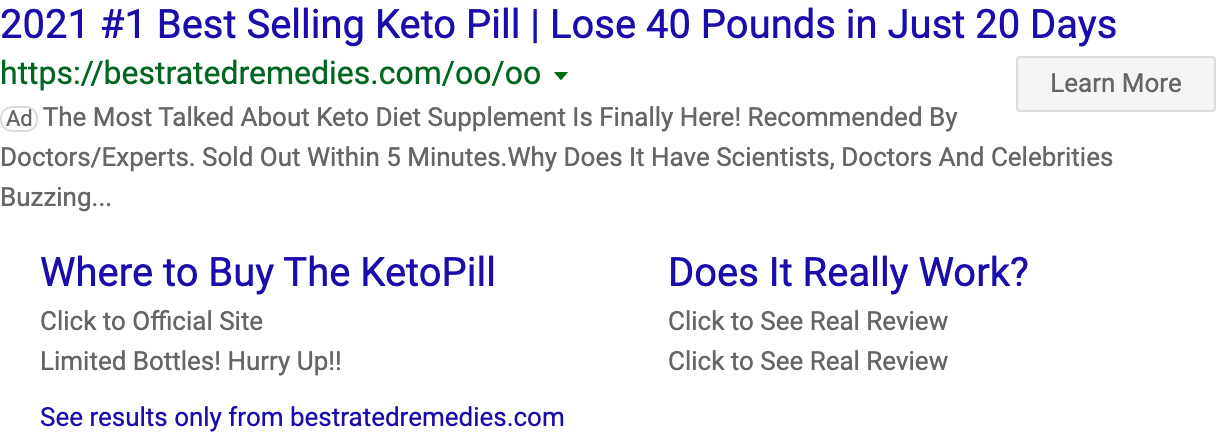 2021 #1 Best Selling Keto Pill | Lose 40 Pounds in Just 20 Days
https://bestratedremedies.com/oo/oo
Learn More
Ad The Most Talked About Keto Diet Supplement Is Finally Here! Recommended By
Doctors/Experts. Sold Out Within 5 Minutes.Why Does It Have Scientists, Doctors And Celebrities
Buzzing...
Where to Buy The KetoPill
Click to Official Site
Limited Bottles! Hurry Up!!
Does It Really Work?
Click to See Real Review
Click to See Real Review
See results only from bestratedremedies.com